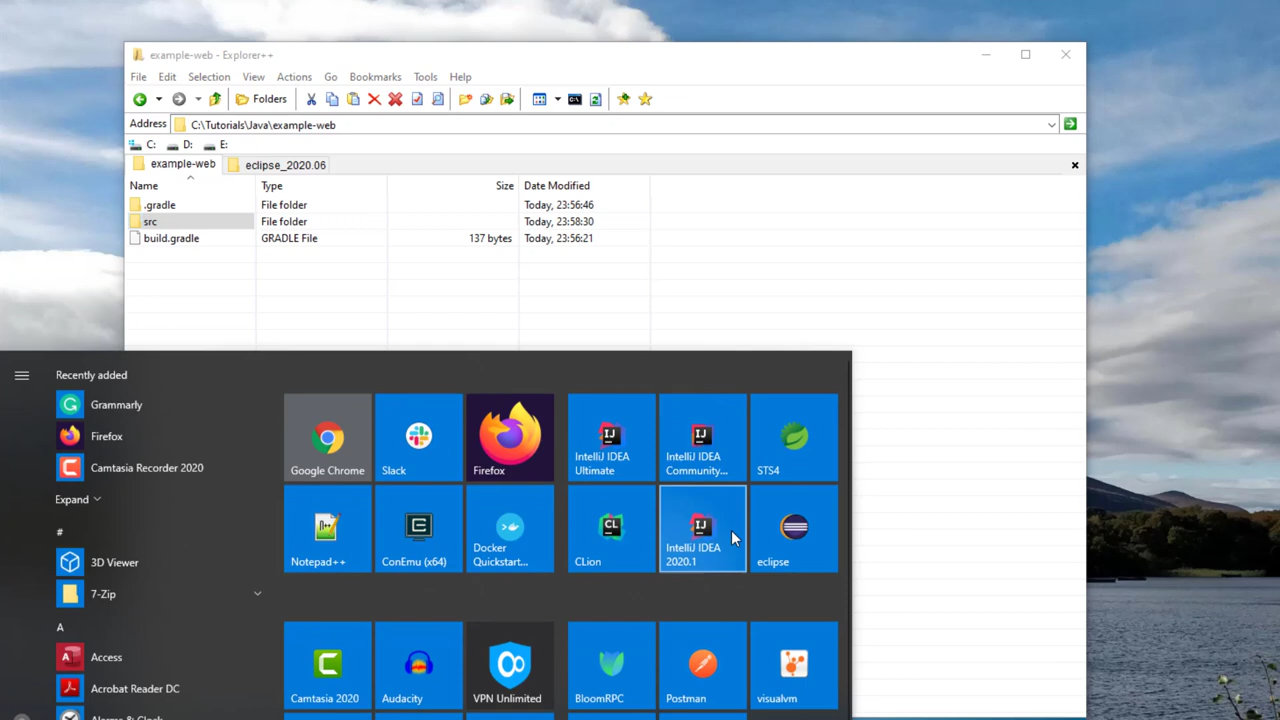 example-web - Explorer++
File Edit Selection View Actions Go Bookmarks Tools Help
Folders
Address C:\Tutorials\Java\example-web
C: D: E:
example-web eclipse_2020.06
Name Type Size Date Modified
.gradle File folder Today, 23:56:46
src File folder Today, 23:58:30
build.gradle GRADLE File 137 bytes Today, 23:56:21
Recently added
Grammarly
Firefox
Camtasia Recorder 2020
Expand
#
3D Viewer
7-Zip
A
Access
Acrobat Reader DC
Alarms & Clock
Google Chrome
Slack
Firefox
IntelliJ IDEA
Ultimate
IntelliJ IDEA
Community...
STS4
Notepad++
ConEmu (x64)
Docker
Quickstart...
CLion
IntelliJ IDEA
2020.1
eclipse
Camtasia 2020
Audacity
VPN Unlimited
BloomRPC
Postman
visualvm